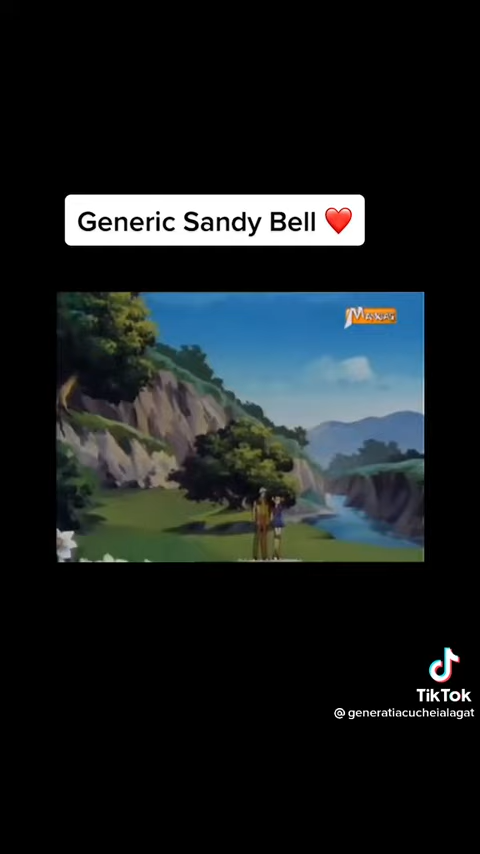 Generic Sandy Bell ❤️
TikTok
@generatiacucheialagat